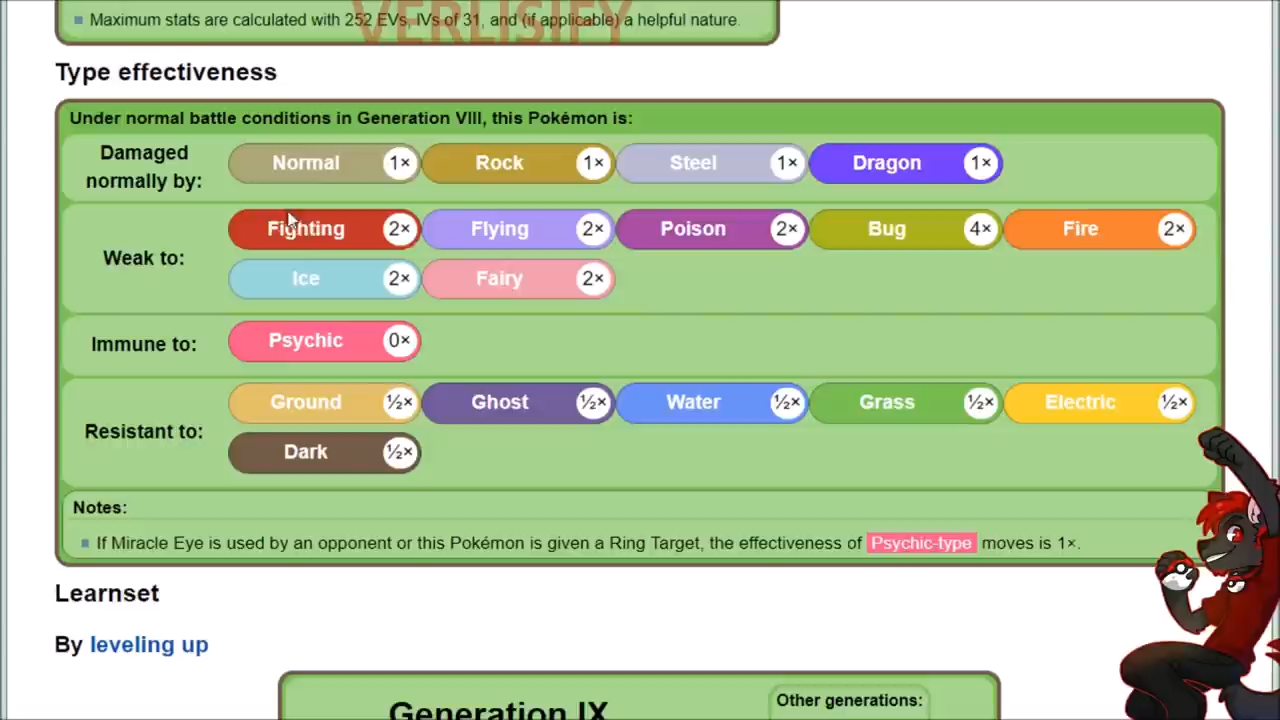 Maximum stats are calculated with 252 EVs, IVs of 31, and (if applicable) a helpful nature.
VERLISIFY
Type effectiveness
Under normal battle conditions in Generation VIII, this Pokémon is:
Damaged normally by:
Normal 1× Rock 1× Steel 1× Dragon 1×
Weak to:
Fighting 2× Flying 2× Poison 2× Bug 4× Fire 2×
Ice 2× Fairy 2×
Immune to:
Psychic 0×
Resistant to:
Ground ½× Ghost ½× Water ½× Grass ½× Electric ½×
Dark ½×
Notes:
If Miracle Eye is used by an opponent or this Pokémon is given a Ring Target, the effectiveness of Psychic-type moves is 1×.
Learnset
By leveling up
Generation IX
Other generations: